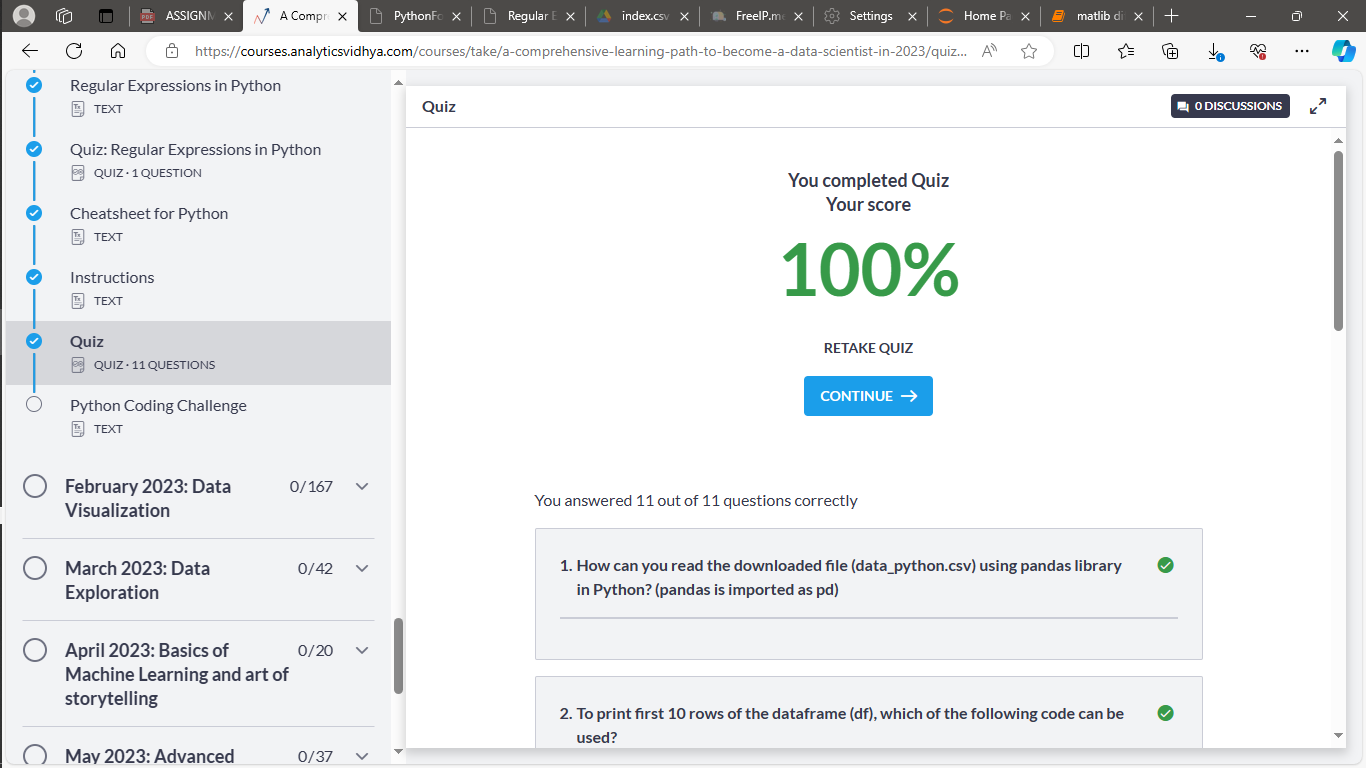 ASSIGNM
A Compr
PythonFo
Regular E
index.csv
FreeIP.me
Settings
Home Pa
matlib di
https://courses.analyticsvidhya.com/courses/take/a-comprehensive-learning-path-to-become-a-data-scientist-in-2023/quiz...
Regular Expressions in Python
TEXT
Quiz: Regular Expressions in Python
QUIZ · 1 QUESTION
Cheatsheet for Python
TEXT
Instructions
TEXT
Quiz
QUIZ · 11 QUESTIONS
Python Coding Challenge
TEXT
February 2023: Data
Visualization
0/167
March 2023: Data
Exploration
0/42
April 2023: Basics of
Machine Learning and art of
storytelling
0/20
May 2023: Advanced
0/37
Quiz
0 DISCUSSIONS
You completed Quiz
Your score
100%
RETAKE QUIZ
CONTINUE →
You answered 11 out of 11 questions correctly
1. How can you read the downloaded file (data_python.csv) using pandas library
in Python? (pandas is imported as pd)
2. To print first 10 rows of the dataframe (df), which of the following code can be
used?